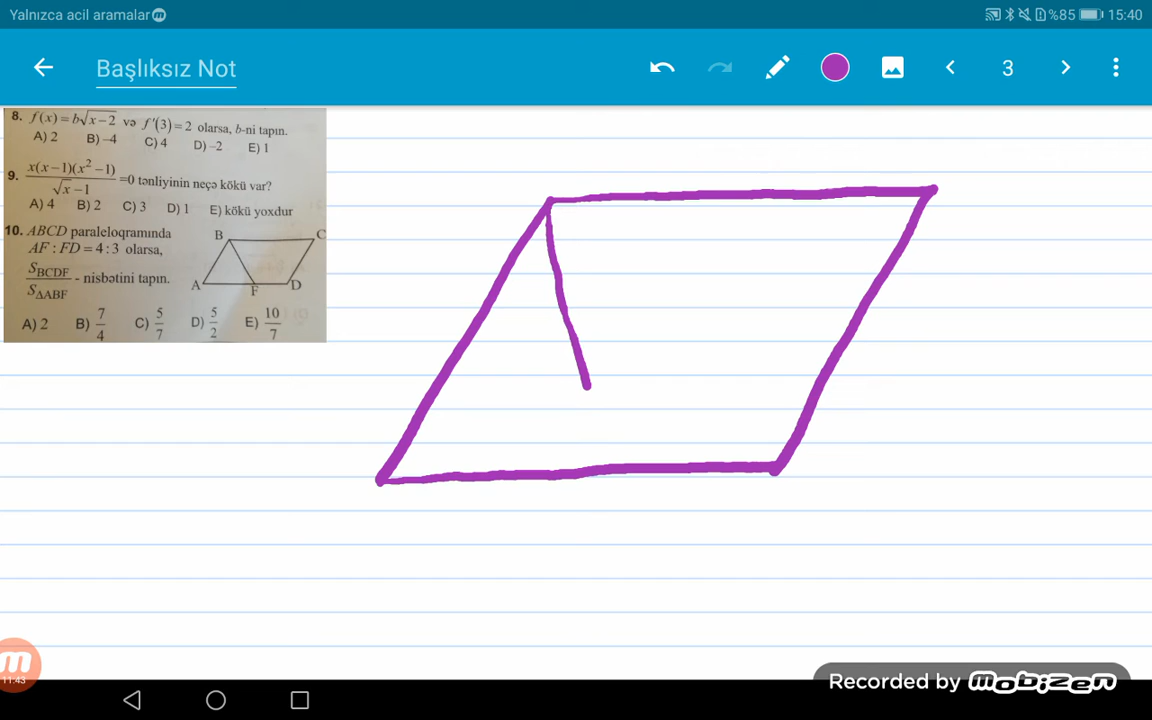 Yalnızca acil aramalar m
%85 15:40
Başlıksız Not
3
8. f(x) = b√x−2 və f′(3) = 2 olarsa, b-ni tapın.
A) 2 B) −4 C) 4 D) −2 E) 1
9. x(x−1)(x²−1)
√x −1
=0 tənliyinin neçə kökü var?
A) 4 B) 2 C) 3 D) 1 E) kökü yoxdur
10. ABCD paraleloqramında
AF : FD = 4 : 3 olarsa,
S_BCDF
S_ΔABF
- nisbətini tapın.
B C
A F D
A) 2 B) 7/4 C) 5/7 D) 5/2 E) 10/7
m
11:43
Recorded by mobizen